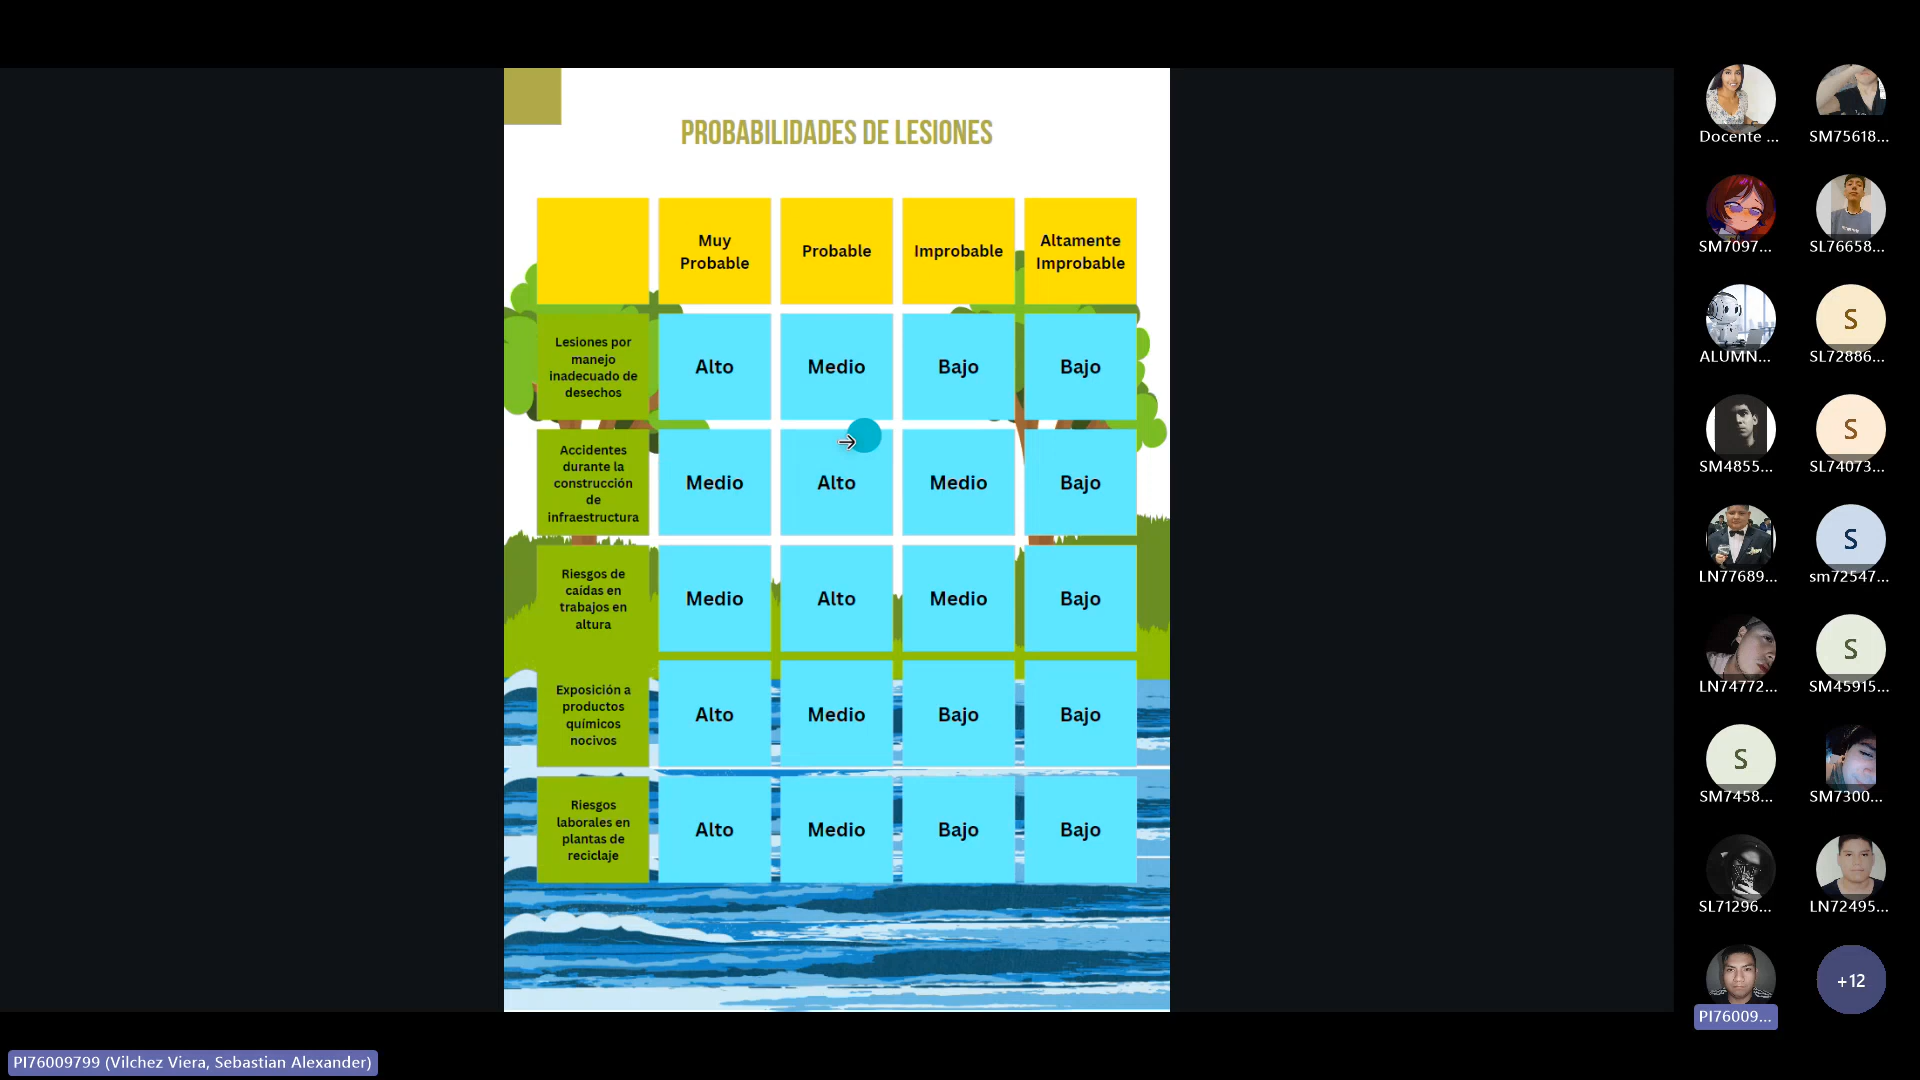 PROBABILIDADES DE LESIONES
Muy
Probable
Probable
Improbable
Altamente
Improbable
Lesiones por
manejo
inadecuado de
desechos
Alto
Medio
Bajo
Bajo
Accidentes
durante la
construcción
de
infraestructura
Medio
Alto
Medio
Bajo
Riesgos de
caídas en
trabajos en
altura
Medio
Alto
Medio
Bajo
Exposición a
productos
químicos
nocivos
Alto
Medio
Bajo
Bajo
Riesgos
laborales en
plantas de
reciclaje
Alto
Medio
Bajo
Bajo
Docente ...
SM75618...
SM7097...
SL76658...
ALUMN...
S
SL72886...
SM4855...
S
SL74073...
LN77689...
S
sm72547...
LN74772...
S
SM45915...
S
SM7458...
SM7300...
SL71296...
LN72495...
PI76009...
+12
PI76009799 (Vilchez Viera, Sebastian Alexander)